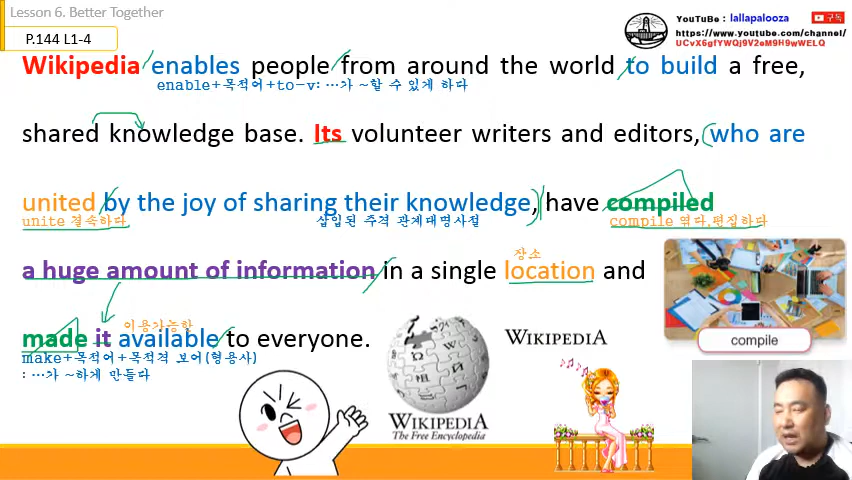 Lesson 6. Better Together
P.144 L1-4
YouTuBe : lallapalooza
구독
https://www.youtube.com/channel/
UCvX6gfYWQj9V2eM9H9wWELQ
Wikipedia enables people from around the world to build a free,
enable+목적어+to-v: …가 ~할 수 있게 하다
shared knowledge base. Its volunteer writers and editors, who are
united by the joy of sharing their knowledge, have compiled
unite 결속하다
삽입된 주격 관계대명사절
compile 엮다,편집하다
a huge amount of information in a single location and
장소
made it available to everyone.
이용가능한
make+목적어+목적격 보어(형용사)
: …가 ~하게 만들다
WIKIPEDIA
compile
WIKIPEDIA
The Free Encyclopedia